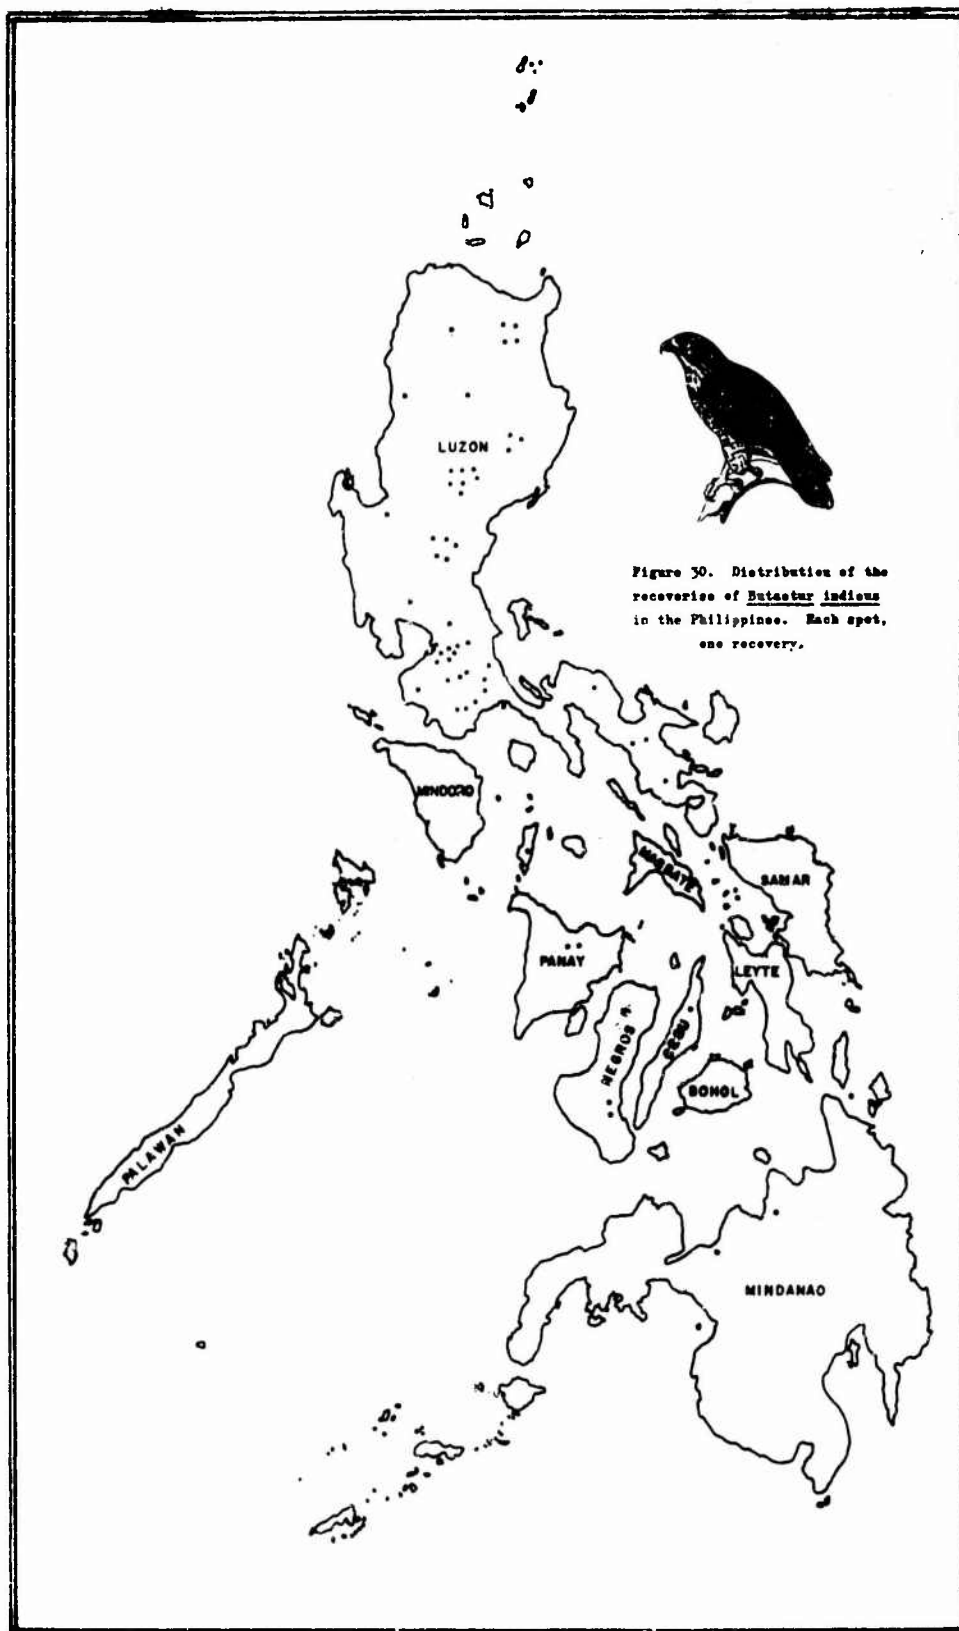 LUZON
Figure 30. Distribution of the
recoveries of Butastur indicus
in the Philippines. Each spot,
one recovery.
MINDORO
MASBATE
SAMAR
PANAY
LEYTE
NEGROS
CEBU
BOHOL
PALAWAN
MINDANAO